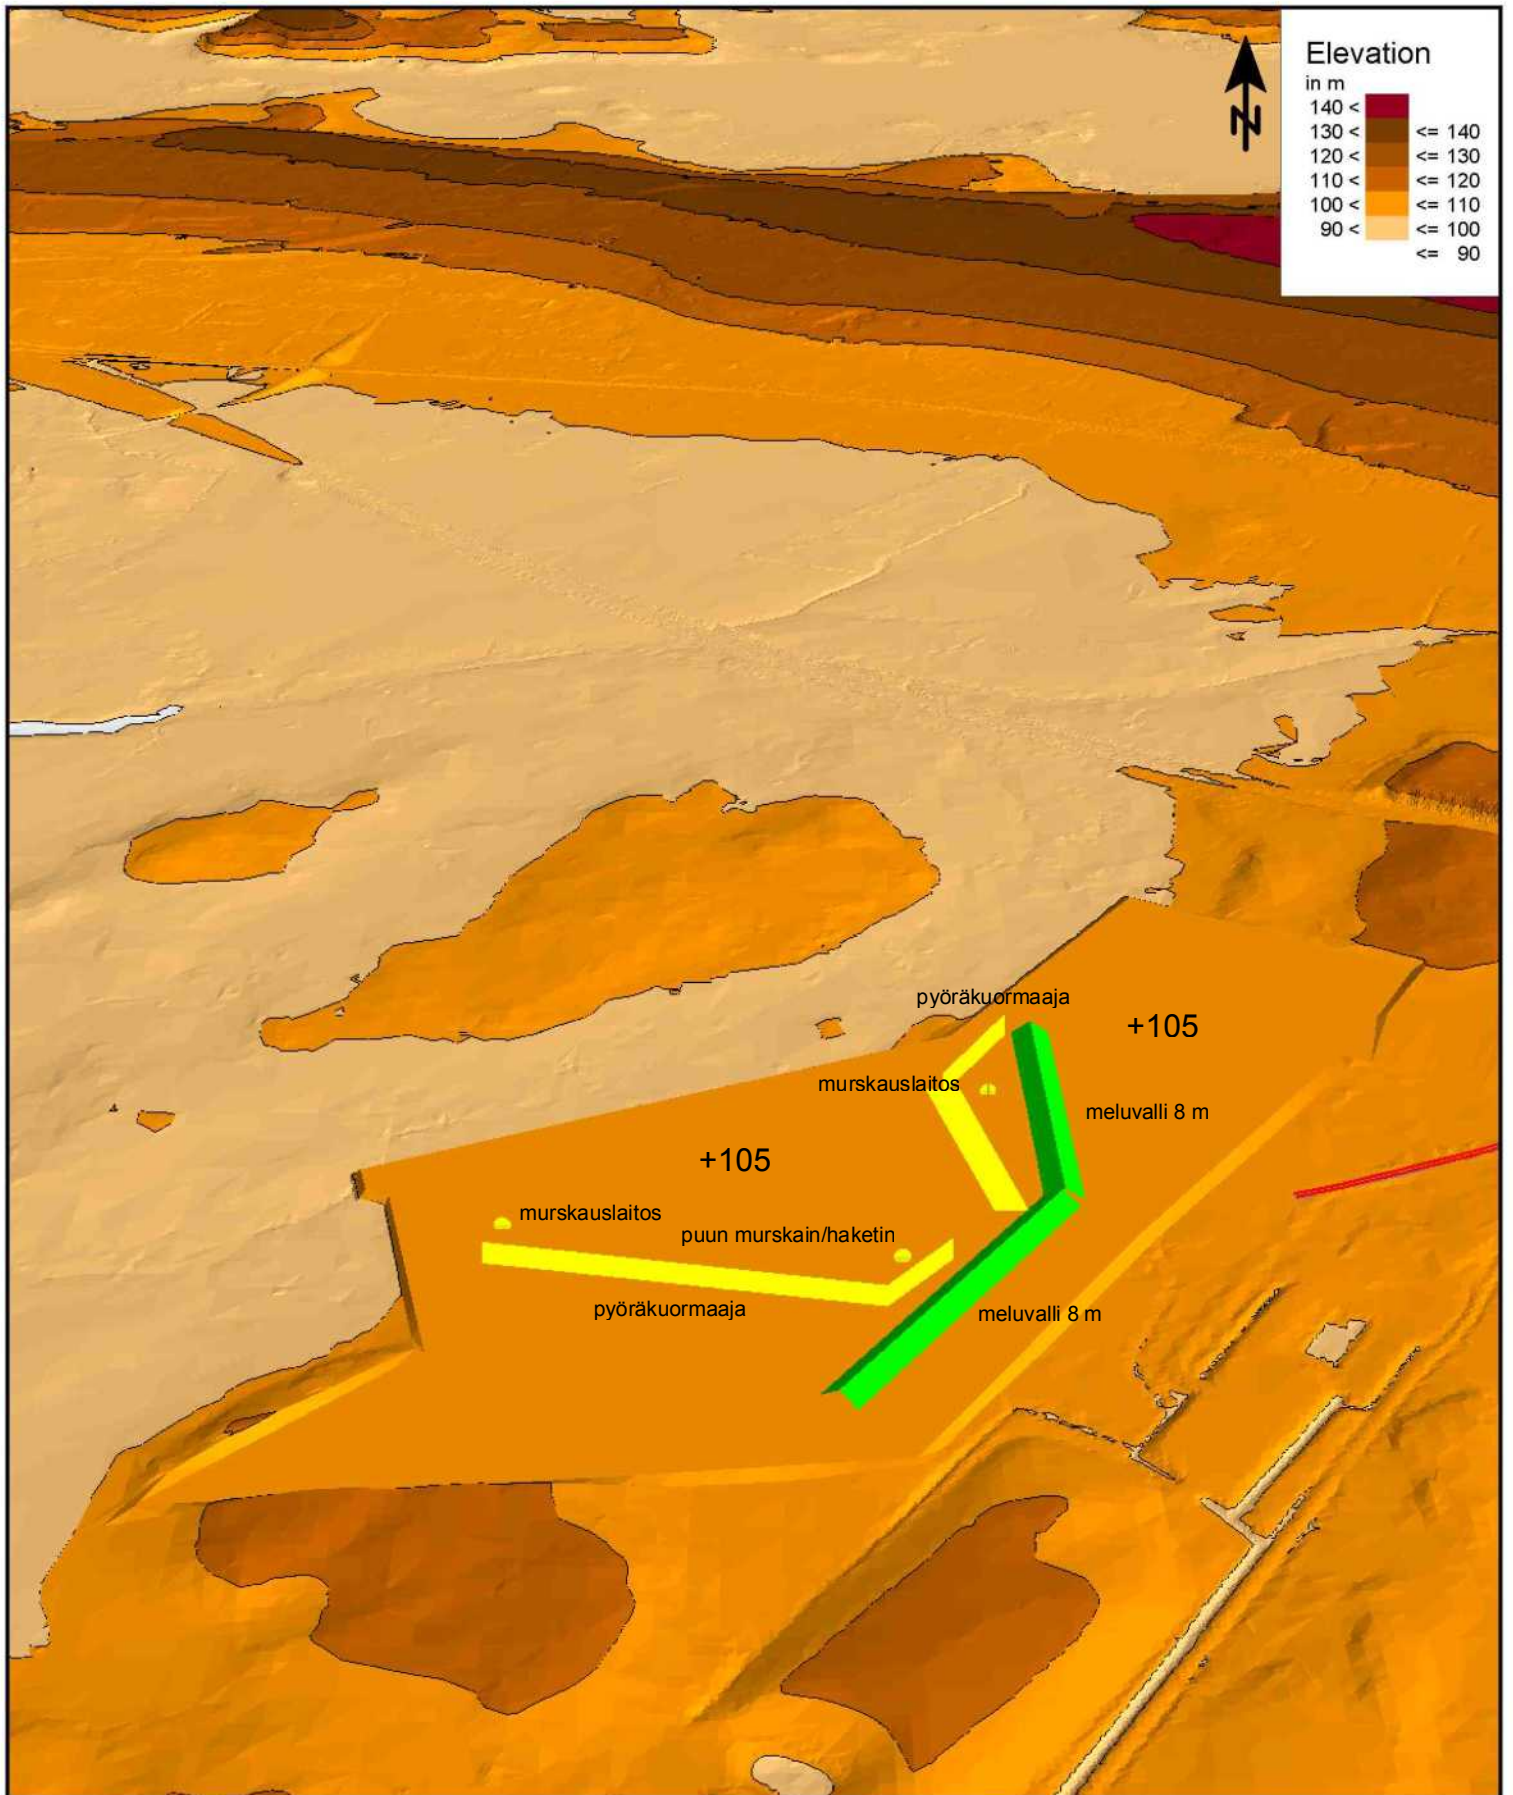 Elevation
in m
140 <
130 < <= 140
120 < <= 130
110 < <= 120
100 < <= 110
90 < <= 100
<= 90
N
pyöräkuormaaja
+105
murskauslaitos
meluvalli 8 m
+105
murskauslaitos
puun murskain/haketin
pyöräkuormaaja
meluvalli 8 m